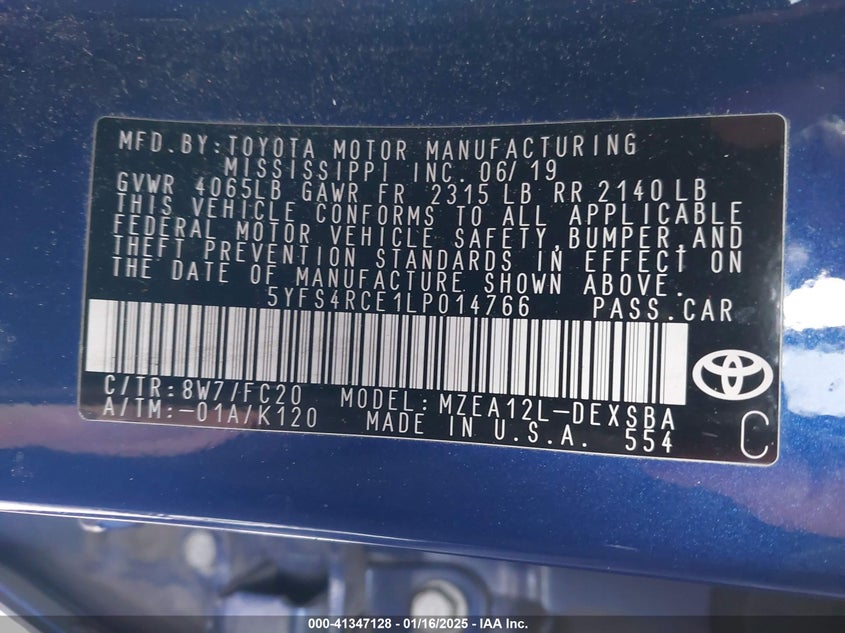 MFD.BY:TOYOTA MOTOR MANUFACTURING
MISSISSIPPI INC. 06/19
GVWR 4065LB GAWR FR 2315 LB RR 2140 LB
THIS VEHICLE CONFORMS TO ALL APPLICABLE
FEDERAL MOTOR VEHICLE SAFETY,BUMPER,AND
THEFT PREVENTION STANDARDS IN EFFECT ON
THE DATE OF MANUFACTURE SHOWN ABOVE.
5YFS4RCE1LP014766 PASS.CAR
C/TR:8W7/FC20 MODEL:MZEA12L-DEXSBA
A/TM:-01A/K120 MADE IN U.S.A. 554
C
000-41347128 - 01/16/2025 - IAA Inc.